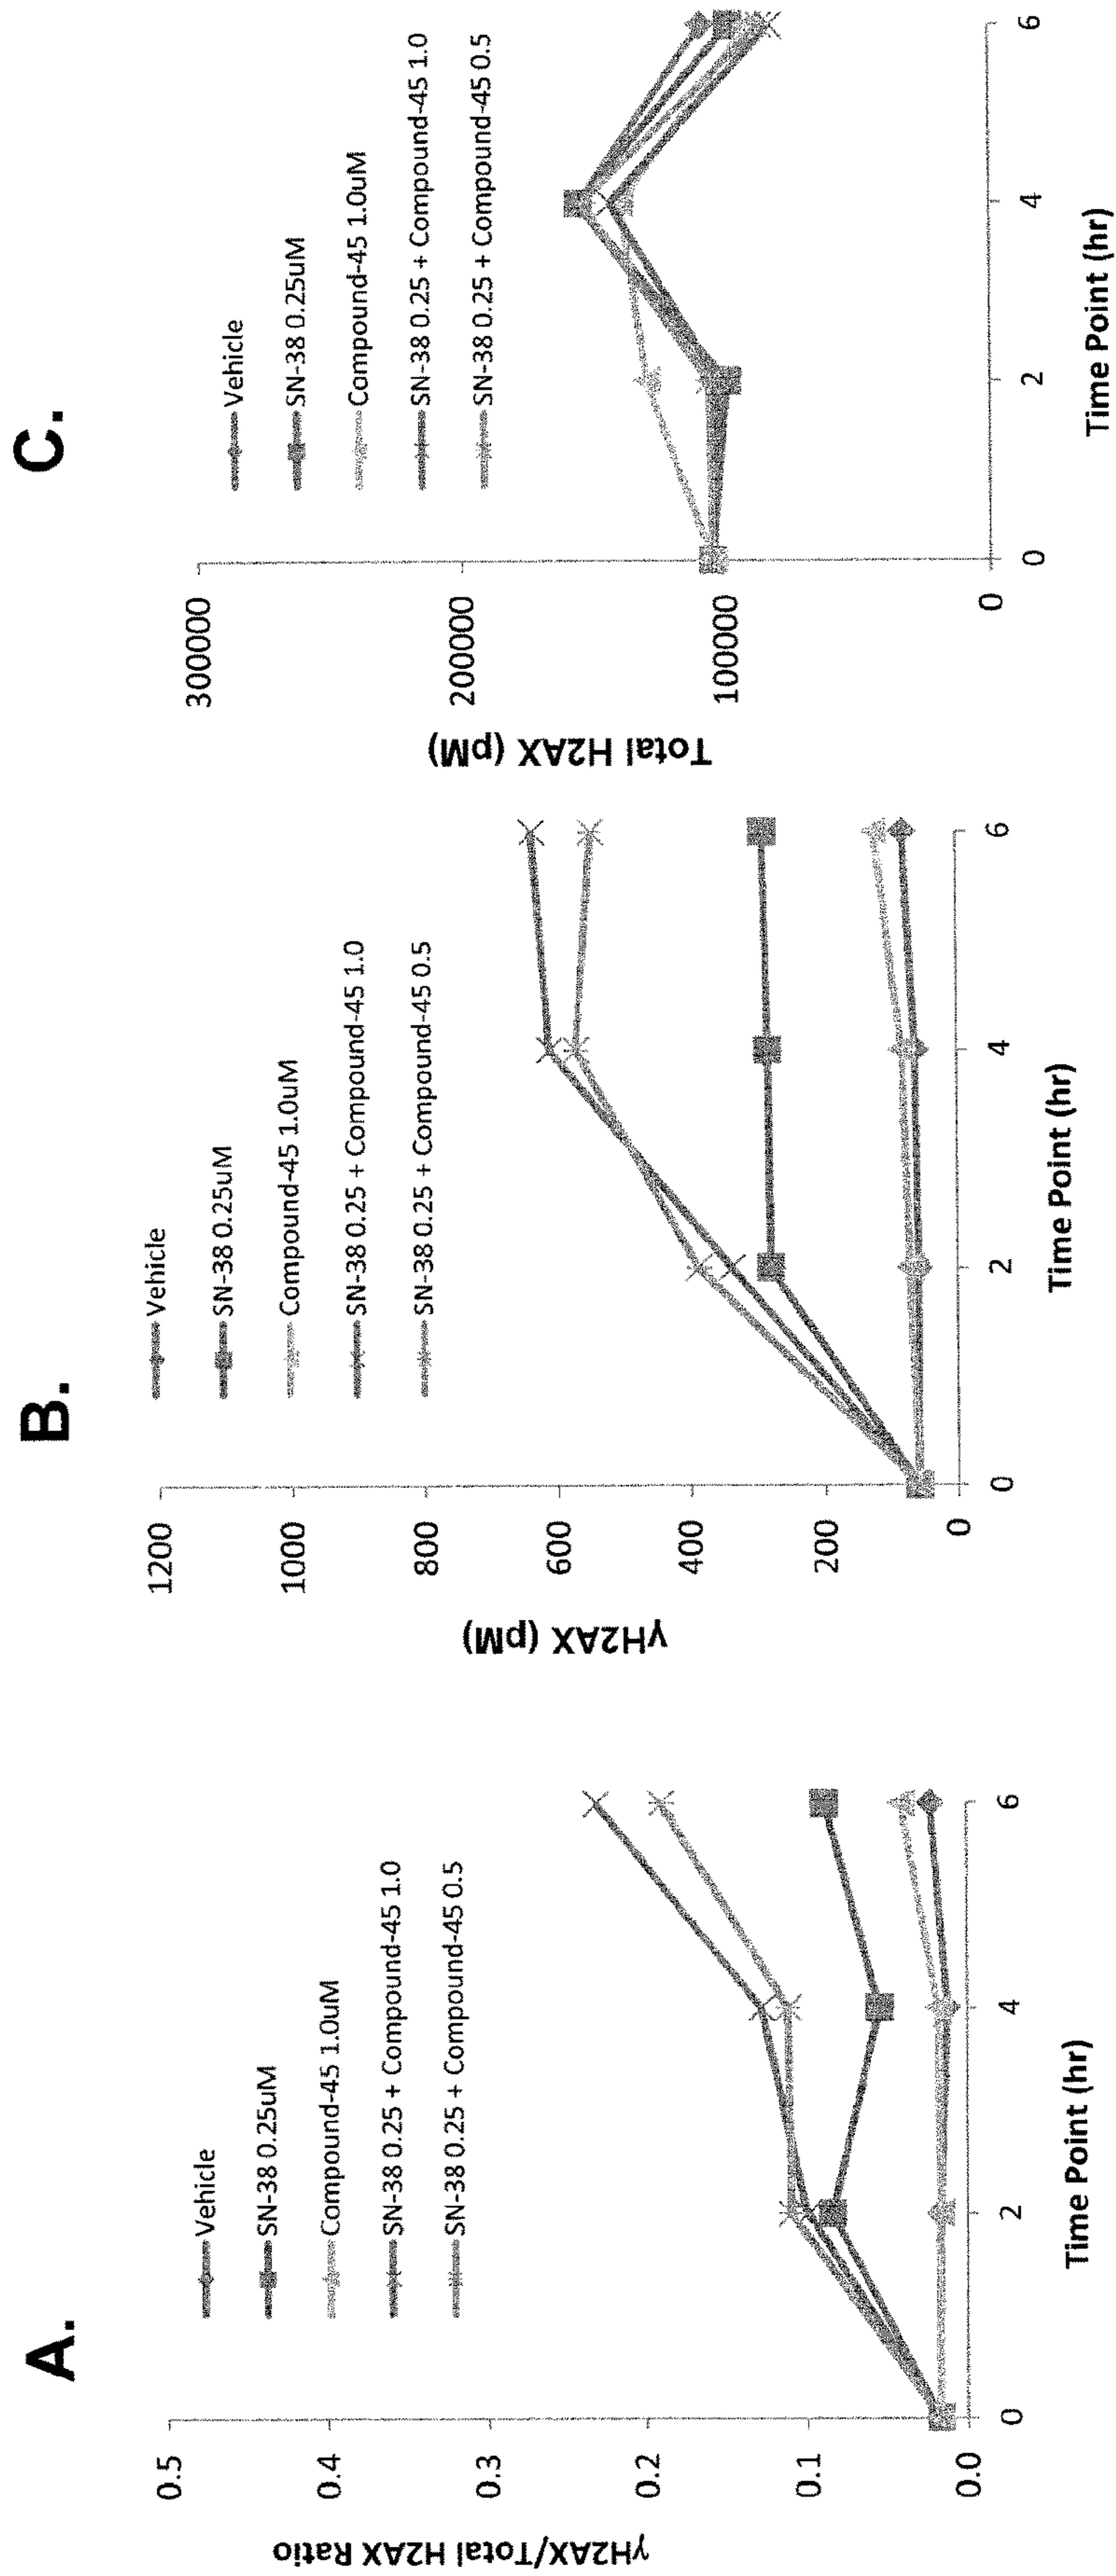 A.
γH2AX/Total H2AX Ratio
0.5
0.4
0.3
0.2
0.1
0.0
Vehicle
SN-38 0.25uM
Compound-45 1.0uM
SN-38 0.25 + Compound-45 1.0
SN-38 0.25 + Compound-45 0.5
0 2 4 6
Time Point (hr)
B.
γH2AX (pM)
1200
1000
800
600
400
200
0
Vehicle
SN-38 0.25uM
Compound-45 1.0uM
SN-38 0.25 + Compound-45 1.0
SN-38 0.25 + Compound-45 0.5
0 2 4 6
Time Point (hr)
C.
Total H2AX (pM)
300000
200000
100000
0
Vehicle
SN-38 0.25uM
Compound-45 1.0uM
SN-38 0.25 + Compound-45 1.0
SN-38 0.25 + Compound-45 0.5
0 2 4 6
Time Point (hr)